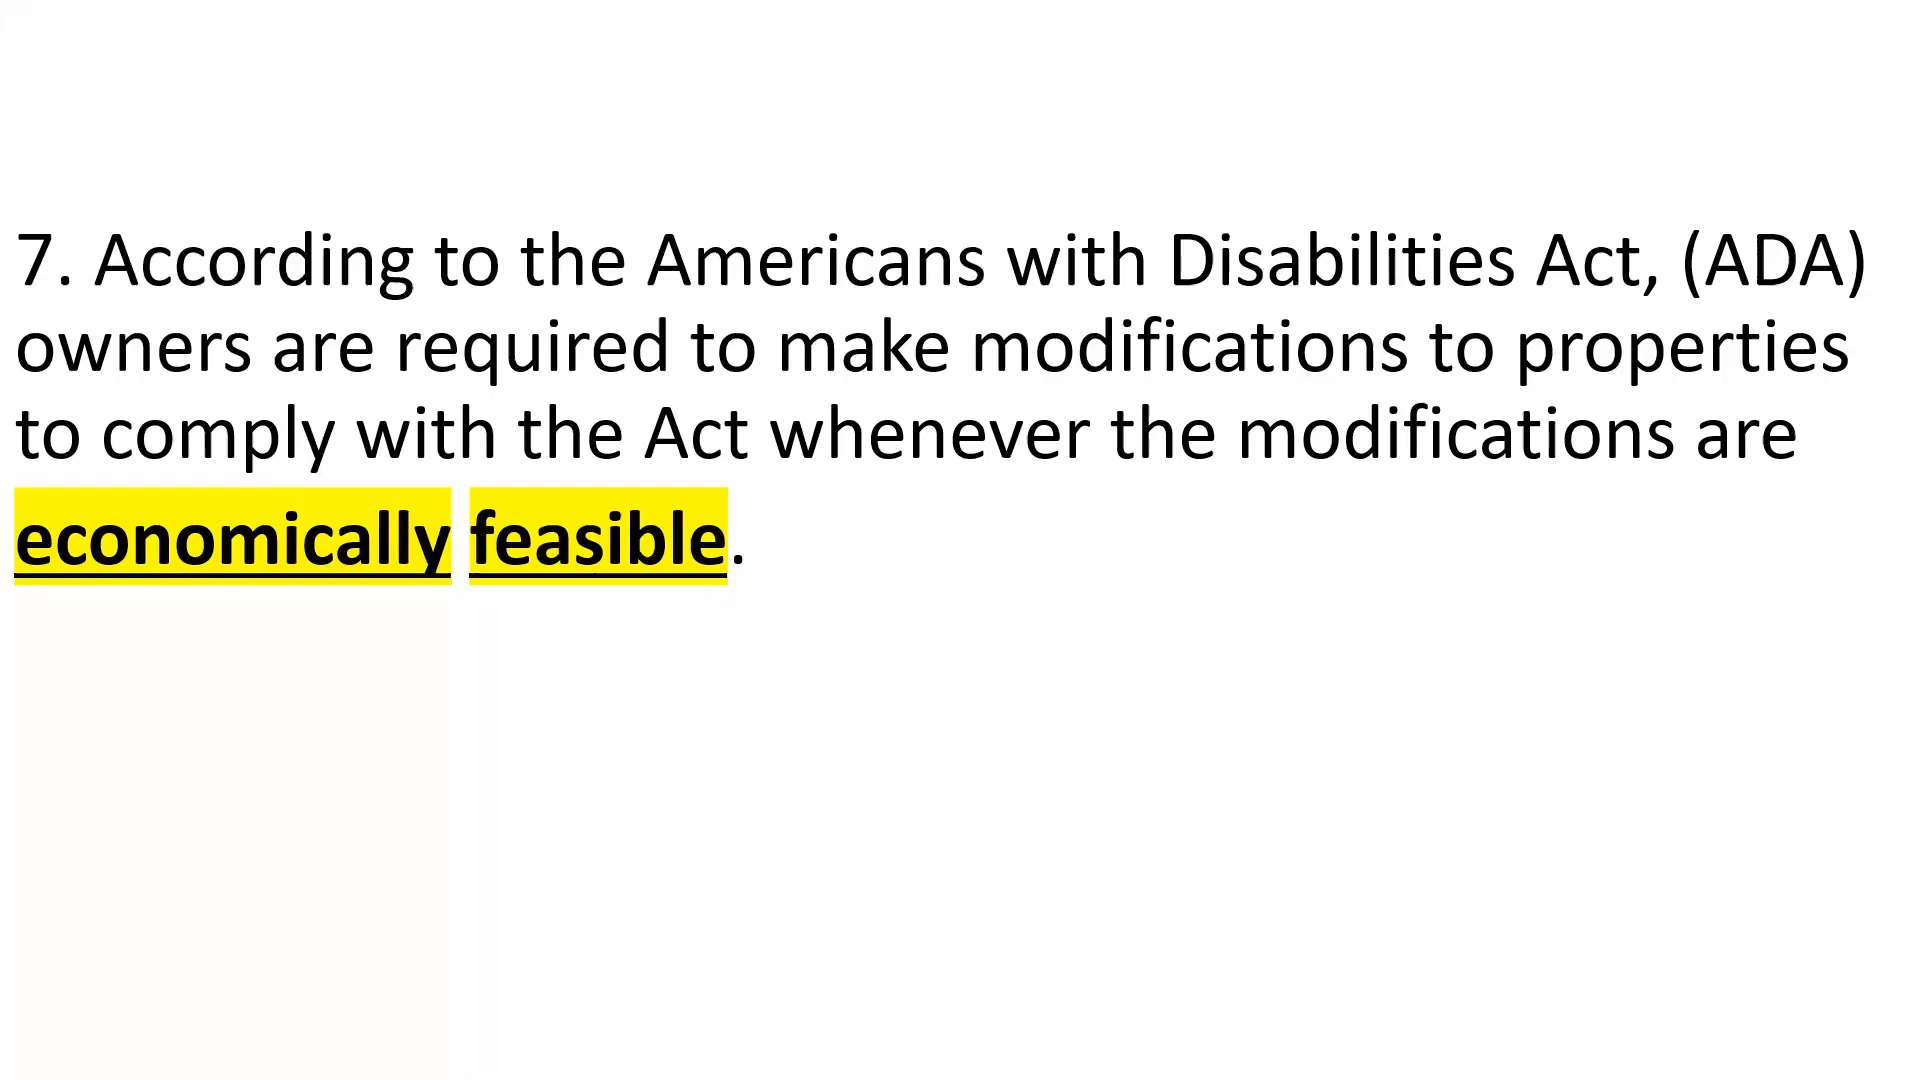 7. According to the Americans with Disabilities Act, (ADA)
owners are required to make modifications to properties
to comply with the Act whenever the modifications are
economically feasible.